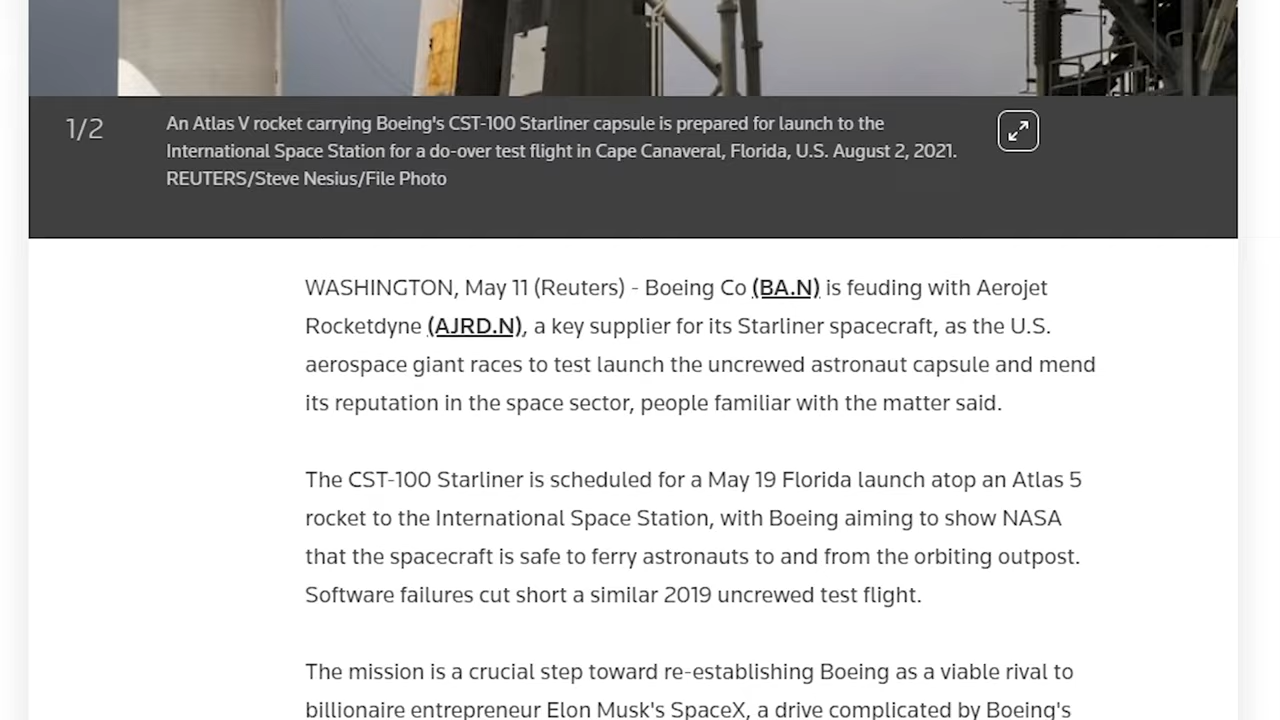 1/2
An Atlas V rocket carrying Boeing's CST-100 Starliner capsule is prepared for launch to the
International Space Station for a do-over test flight in Cape Canaveral, Florida, U.S. August 2, 2021.
REUTERS/Steve Nesius/File Photo
WASHINGTON, May 11 (Reuters) - Boeing Co (BA.N) is feuding with Aerojet
Rocketdyne (AJRD.N), a key supplier for its Starliner spacecraft, as the U.S.
aerospace giant races to test launch the uncrewed astronaut capsule and mend
its reputation in the space sector, people familiar with the matter said.
The CST-100 Starliner is scheduled for a May 19 Florida launch atop an Atlas 5
rocket to the International Space Station, with Boeing aiming to show NASA
that the spacecraft is safe to ferry astronauts to and from the orbiting outpost.
Software failures cut short a similar 2019 uncrewed test flight.
The mission is a crucial step toward re-establishing Boeing as a viable rival to
billionaire entrepreneur Elon Musk's SpaceX, a drive complicated by Boeing's